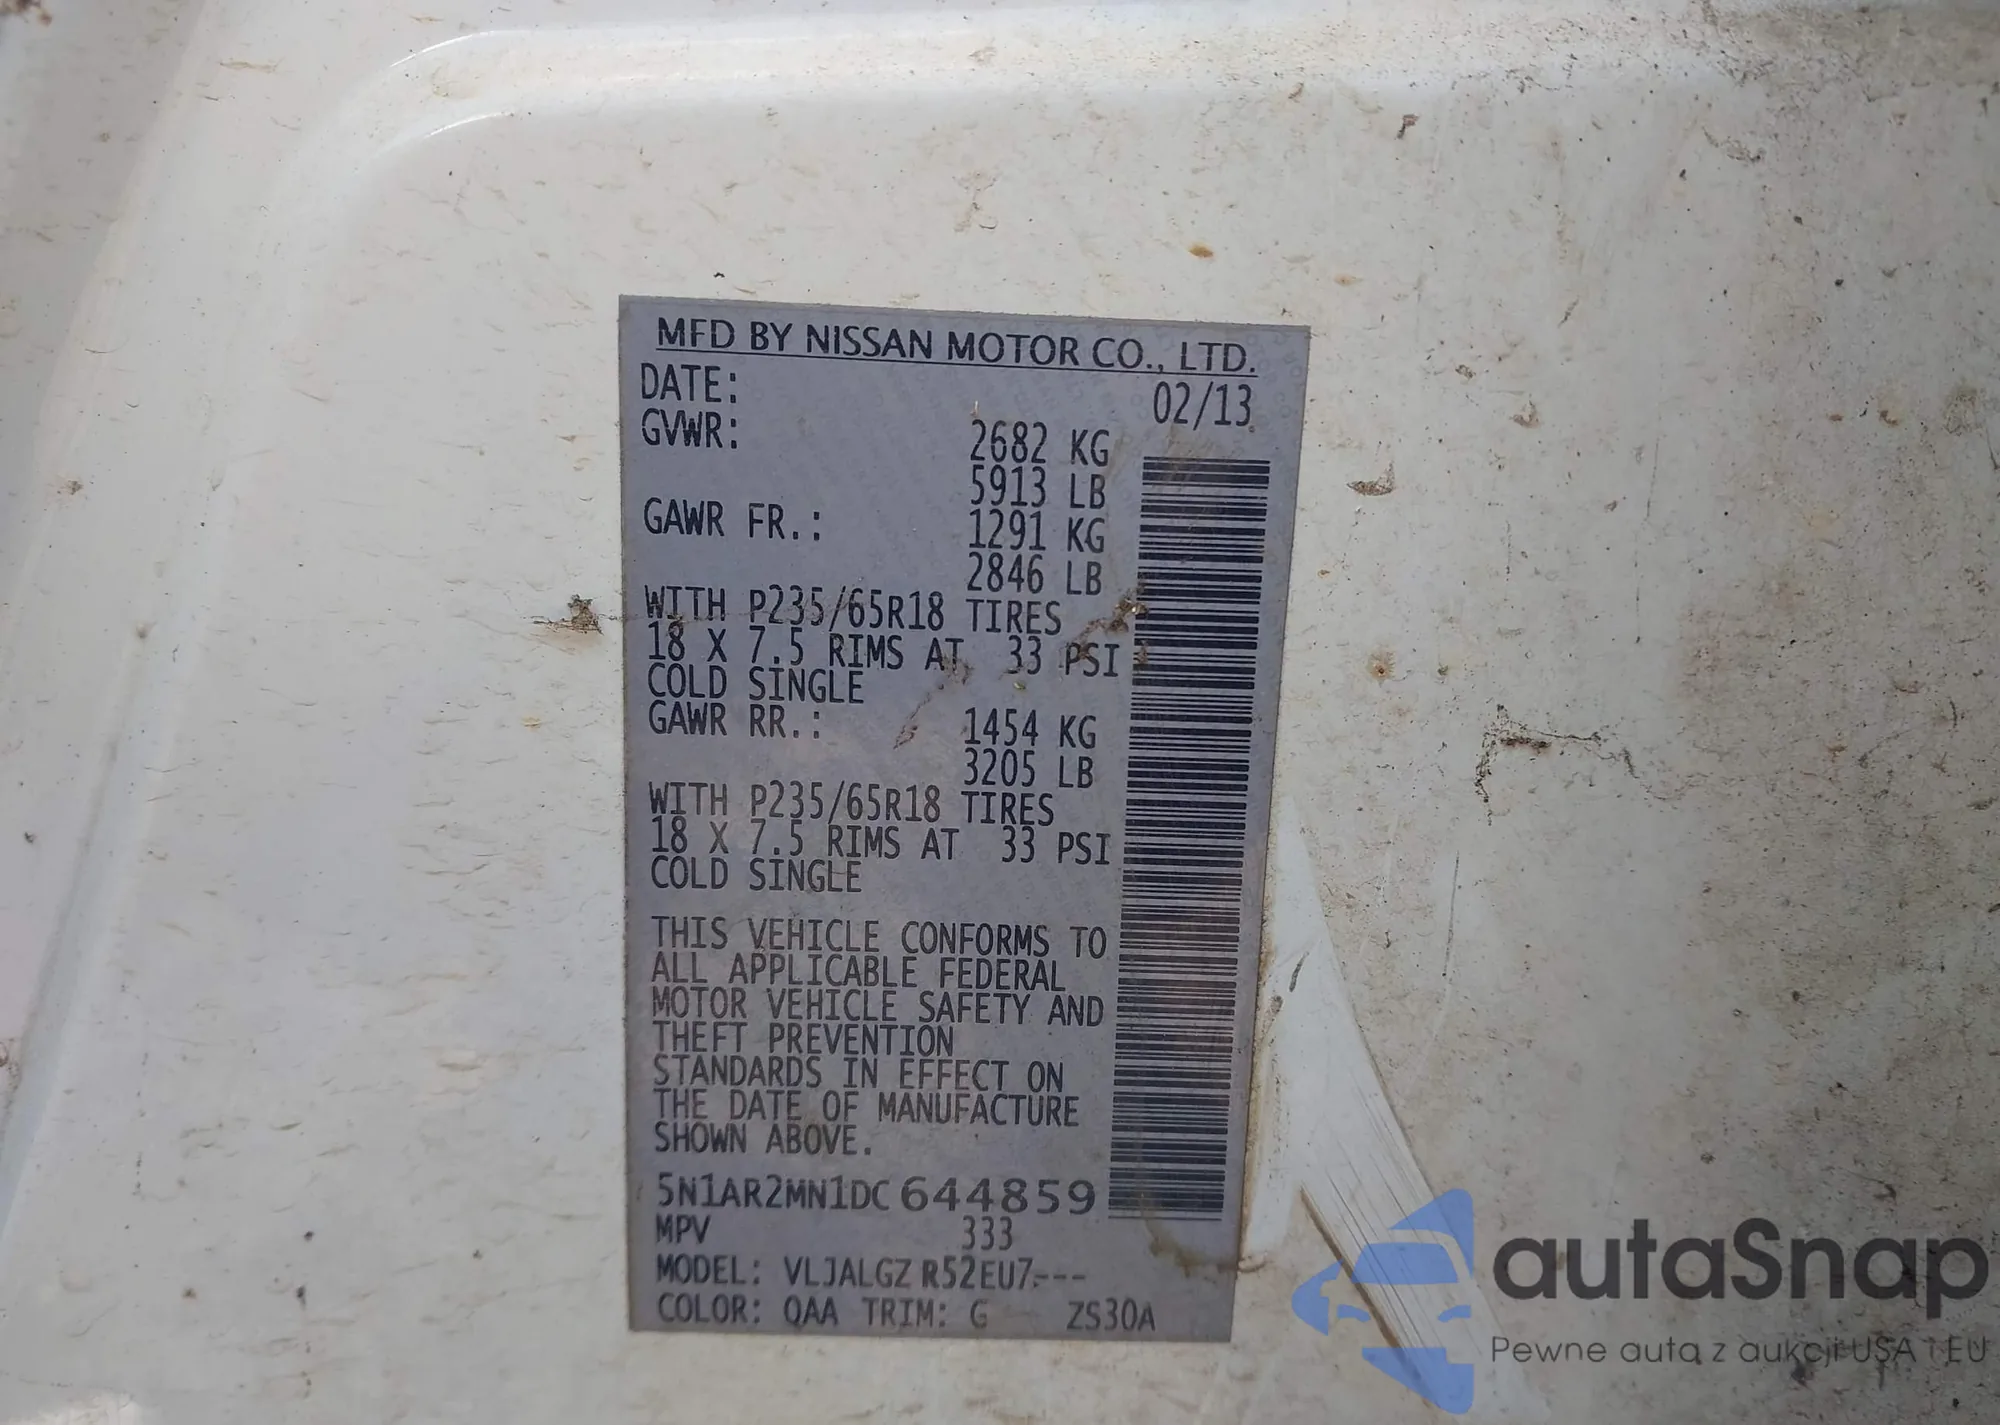 MFD BY NISSAN MOTOR CO., LTD.
DATE: 02/13
GVWR: 2682 KG
5913 LB
GAWR FR.: 1291 KG
2846 LB
WITH P235/65R18 TIRES
18 X 7.5 RIMS AT 33 PSI
COLD SINGLE
GAWR RR.: 1454 KG
3205 LB
WITH P235/65R18 TIRES
18 X 7.5 RIMS AT 33 PSI
COLD SINGLE
THIS VEHICLE CONFORMS TO
ALL APPLICABLE FEDERAL
MOTOR VEHICLE SAFETY AND
THEFT PREVENTION
STANDARDS IN EFFECT ON
THE DATE OF MANUFACTURE
SHOWN ABOVE.
5N1AR2MN1DC644859
MPV 333
MODEL: VLJALGZ R52EU7---
COLOR: QAA TRIM: G ZS30A
autaSnap
Pewne auta z aukcji USA i EU